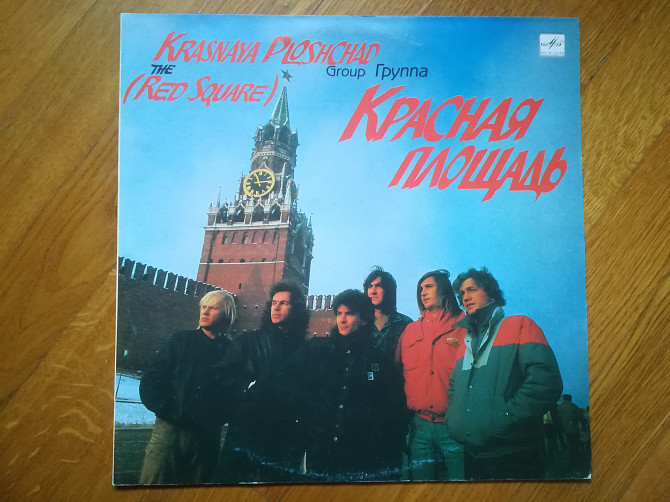 KRASNAYA PLOSHCHAD
THE
(RED SQUARE)
Group Группа
КРАСНАЯ
ПЛОЩАДЬ